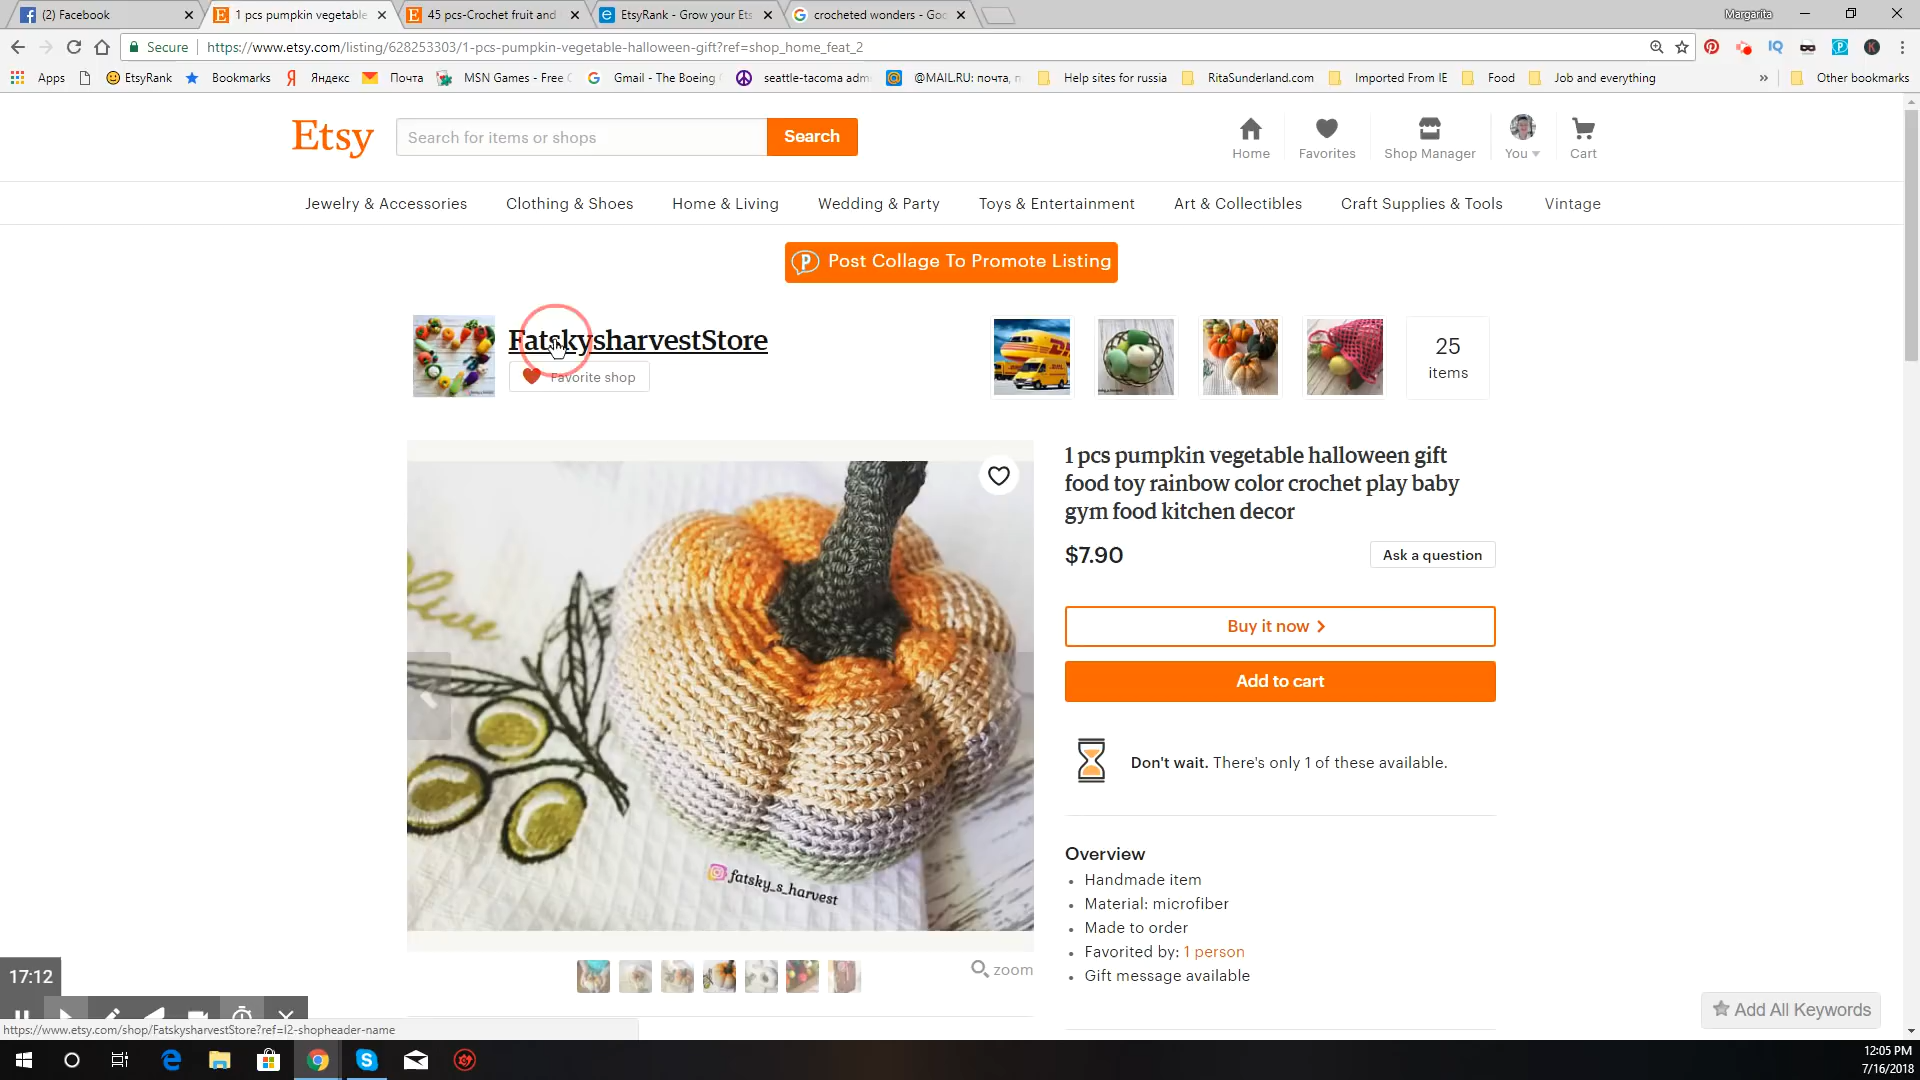 (2) Facebook
1 pcs pumpkin vegetable
45 pcs-Crochet fruit and
EtsyRank - Grow your Ets
crocheted wonders - Goo
Margarita
Secure
https://www.etsy.com/listing/628253303/1-pcs-pumpkin-vegetable-halloween-gift?ref=shop_home_feat_2
Apps
EtsyRank
Bookmarks
Яндекс
Почта
MSN Games - Free
Gmail - The Boeing
seattle-tacoma adm
@MAIL.RU: почта,
Help sites for russia
RitaSunderland.com
Imported From IE
Food
Job and everything
»
Other bookmarks
Etsy
Search for items or shops
Search
Home
Favorites
Shop Manager
You
Cart
Jewelry & Accessories
Clothing & Shoes
Home & Living
Wedding & Party
Toys & Entertainment
Art & Collectibles
Craft Supplies & Tools
Vintage
Post Collage To Promote Listing
FatskysharvestStore
Favorite shop
25
items
1 pcs pumpkin vegetable halloween gift
food toy rainbow color crochet play baby
gym food kitchen decor
$7.90
Ask a question
Buy it now
Add to cart
Don't wait. There's only 1 of these available.
fatsky_s_harvest
Overview
Handmade item
Material: microfiber
Made to order
Favorited by: 1 person
Gift message available
zoom
17:12
Add All Keywords
https://www.etsy.com/shop/FatskysharvestStore?ref=l2-shopheader-name
12:05 PM
7/16/2018